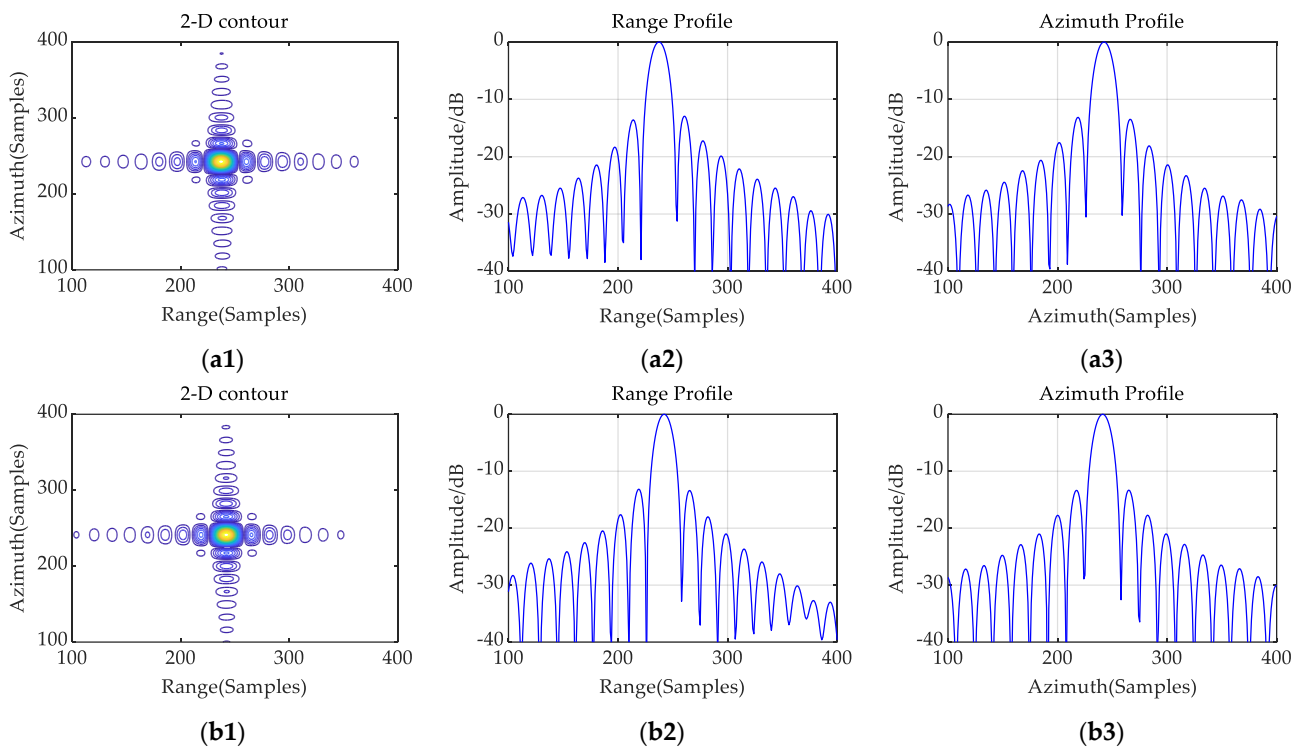 2-D contour
400
300
200
100
Azimuth(Samples)
100 200 300 400
Range(Samples)
(a1)
Range Profile
0
-10
-20
-30
-40
Amplitude/dB
100 200 300 400
Range(Samples)
(a2)
Azimuth Profile
0
-10
-20
-30
-40
Amplitude/dB
100 200 300 400
Azimuth(Samples)
(a3)
2-D contour
400
300
200
100
Azimuth(Samples)
100 200 300 400
Range(Samples)
(b1)
Range Profile
0
-10
-20
-30
-40
Amplitude/dB
100 200 300 400
Range(Samples)
(b2)
Azimuth Profile
0
-10
-20
-30
-40
Amplitude/dB
100 200 300 400
Azimuth(Samples)
(b3)